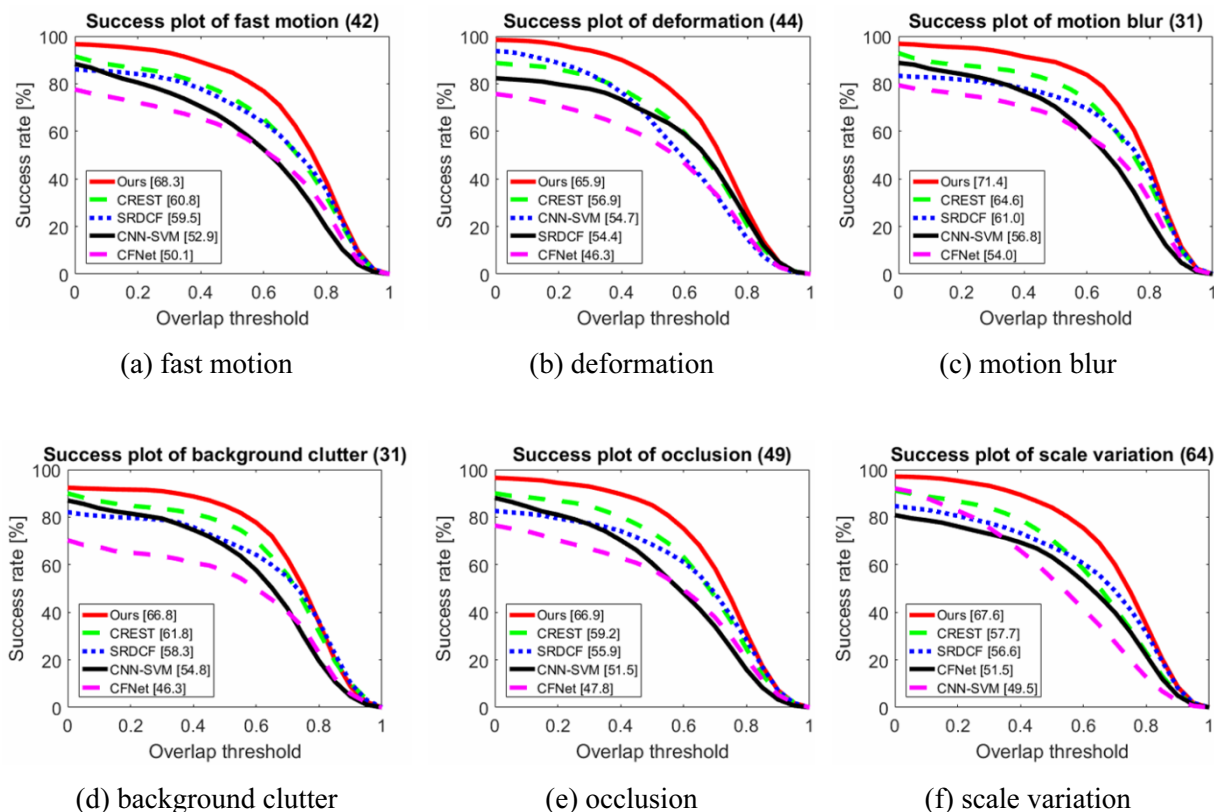 Success plot of fast motion (42)
Success rate [%]
100
80
60
40
20
0
Ours [68.3]
CREST [60.8]
SRDCF [59.5]
CNN-SVM [52.9]
CFNet [50.1]
0 0.2 0.4 0.6 0.8 1
Overlap threshold
(a) fast motion
Success plot of deformation (44)
Success rate [%]
100
80
60
40
20
0
Ours [65.9]
CREST [56.9]
CNN-SVM [54.7]
SRDCF [54.4]
CFNet [46.3]
0 0.2 0.4 0.6 0.8 1
Overlap threshold
(b) deformation
Success plot of motion blur (31)
Success rate [%]
100
80
60
40
20
0
Ours [71.4]
CREST [64.6]
SRDCF [61.0]
CNN-SVM [56.8]
CFNet [54.0]
0 0.2 0.4 0.6 0.8 1
Overlap threshold
(c) motion blur
Success plot of background clutter (31)
Success rate [%]
100
80
60
40
20
0
Ours [66.8]
CREST [61.8]
SRDCF [58.3]
CNN-SVM [54.8]
CFNet [46.3]
0 0.2 0.4 0.6 0.8 1
Overlap threshold
(d) background clutter
Success plot of occlusion (49)
Success rate [%]
100
80
60
40
20
0
Ours [66.9]
CREST [59.2]
SRDCF [55.9]
CNN-SVM [51.5]
CFNet [47.8]
0 0.2 0.4 0.6 0.8 1
Overlap threshold
(e) occlusion
Success plot of scale variation (64)
Success rate [%]
100
80
60
40
20
0
Ours [67.6]
CREST [57.7]
SRDCF [56.6]
CFNet [51.5]
CNN-SVM [49.5]
0 0.2 0.4 0.6 0.8 1
Overlap threshold
(f) scale variation